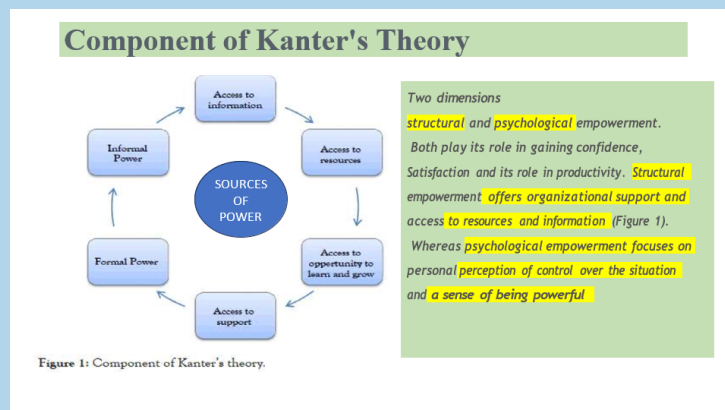 Component of Kanter's Theory
Access to
information
Access to
resources
Access to
opportunity to
learn and grow
Access to
support
Formal Power
Informal
Power
SOURCES
OF
POWER
Figure 1: Component of Kanter's theory.
Two dimensions
structural and psychological empowerment.
Both play its role in gaining confidence,
Satisfaction and its role in productivity. Structural
empowerment offers organizational support and
access to resources and information (Figure 1).
Whereas psychological empowerment focuses on
personal perception of control over the situation
and a sense of being powerful